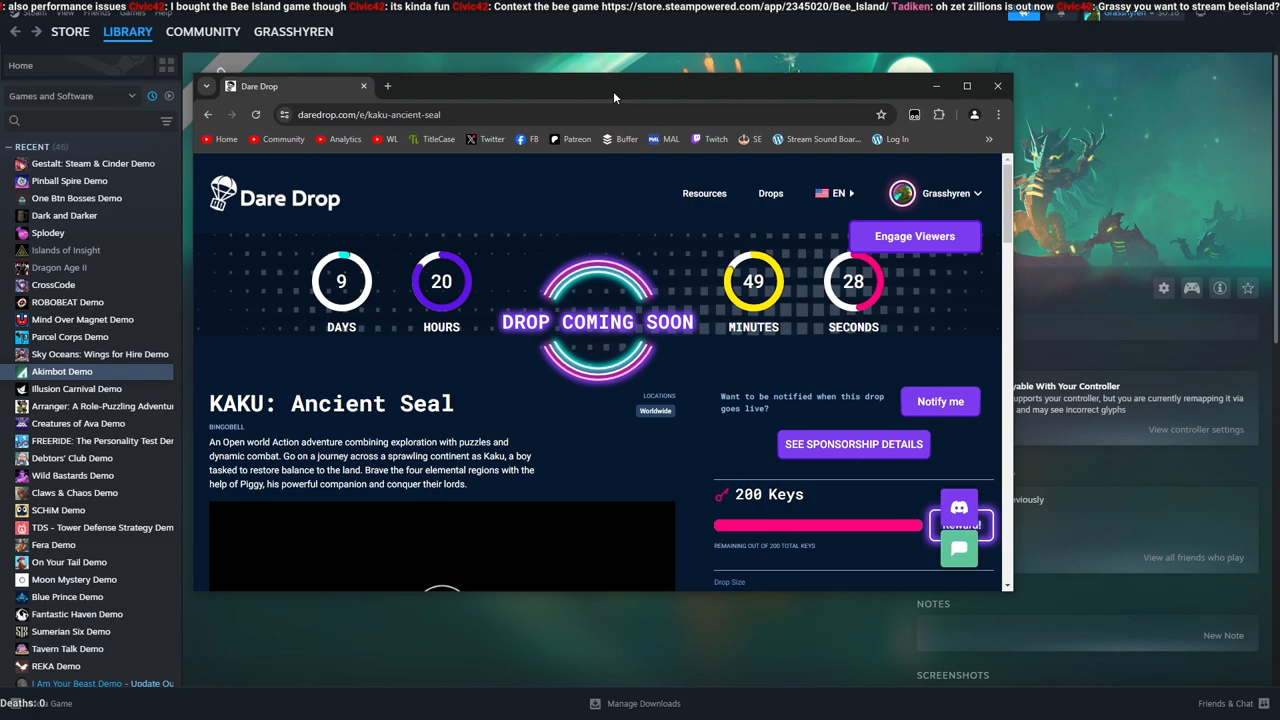 : also performance issues Civic42: I bought the Bee Island game though Civic42: its kinda fun Civic42: Context the bee game https://store.steampowered.com/app/2345020/Bee_Island/ Tadiken: oh zet zillions is out now Civic42: Grassy you want to stream beeisland?
Steam View Friends Games Help
STORE LIBRARY COMMUNITY GRASSHYREN
Home
Games and Software
RECENT (46)
Gestalt: Steam & Cinder Demo
Pinball Spire Demo
One Btn Bosses Demo
Dark and Darker
Splodey
Islands of Insight
Dragon Age II
CrossCode
ROBOBEAT Demo
Mind Over Magnet Demo
Parcel Corps Demo
Sky Oceans: Wings for Hire Demo
Akimbot Demo
Illusion Carnival Demo
Arranger: A Role-Puzzling Adventu
Creatures of Ava Demo
FREERIDE: The Personality Test Der
Debtors' Club Demo
Wild Bastards Demo
Claws & Chaos Demo
SCHiM Demo
TDS - Tower Defense Strategy Dem
Fera Demo
On Your Tail Demo
Moon Mystery Demo
Blue Prince Demo
Fantastic Haven Demo
Sumerian Six Demo
Tavern Talk Demo
REKA Demo
I Am Your Beast Demo - Update Qu
Deaths: 0
Game
Dare Drop
daredrop.com/e/kaku-ancient-seal
Home Community Analytics WL TitleCase Twitter FB Patreon Buffer MAL Twitch SE Stream Sound Boar... Log In »
Dare Drop
Resources Drops EN Grasshyren
Engage Viewers
9 20 49 28
DROP COMING SOON
DAYS HOURS MINUTES SECONDS
KAKU: Ancient Seal
LOCATIONS
Worldwide
BINGOBELL
An Open world Action adventure combining exploration with puzzles and
dynamic combat. Go on a journey across a sprawling continent as Kaku, a boy
tasked to restore balance to the land. Brave the four elemental regions with the
help of Piggy, his powerful companion and conquer their lords.
Want to be notified when this drop
goes live?
Notify me
SEE SPONSORSHIP DETAILS
200 Keys
Reward!
REMAINING OUT OF 200 TOTAL KEYS
Drop Size
yable With Your Controller
supports your controller, but you are currently remapping it via
and may see incorrect glyphs
View controller settings
eviously
View all friends who play
NOTES
New Note
SCREENSHOTS
Manage Downloads
Friends & Chat